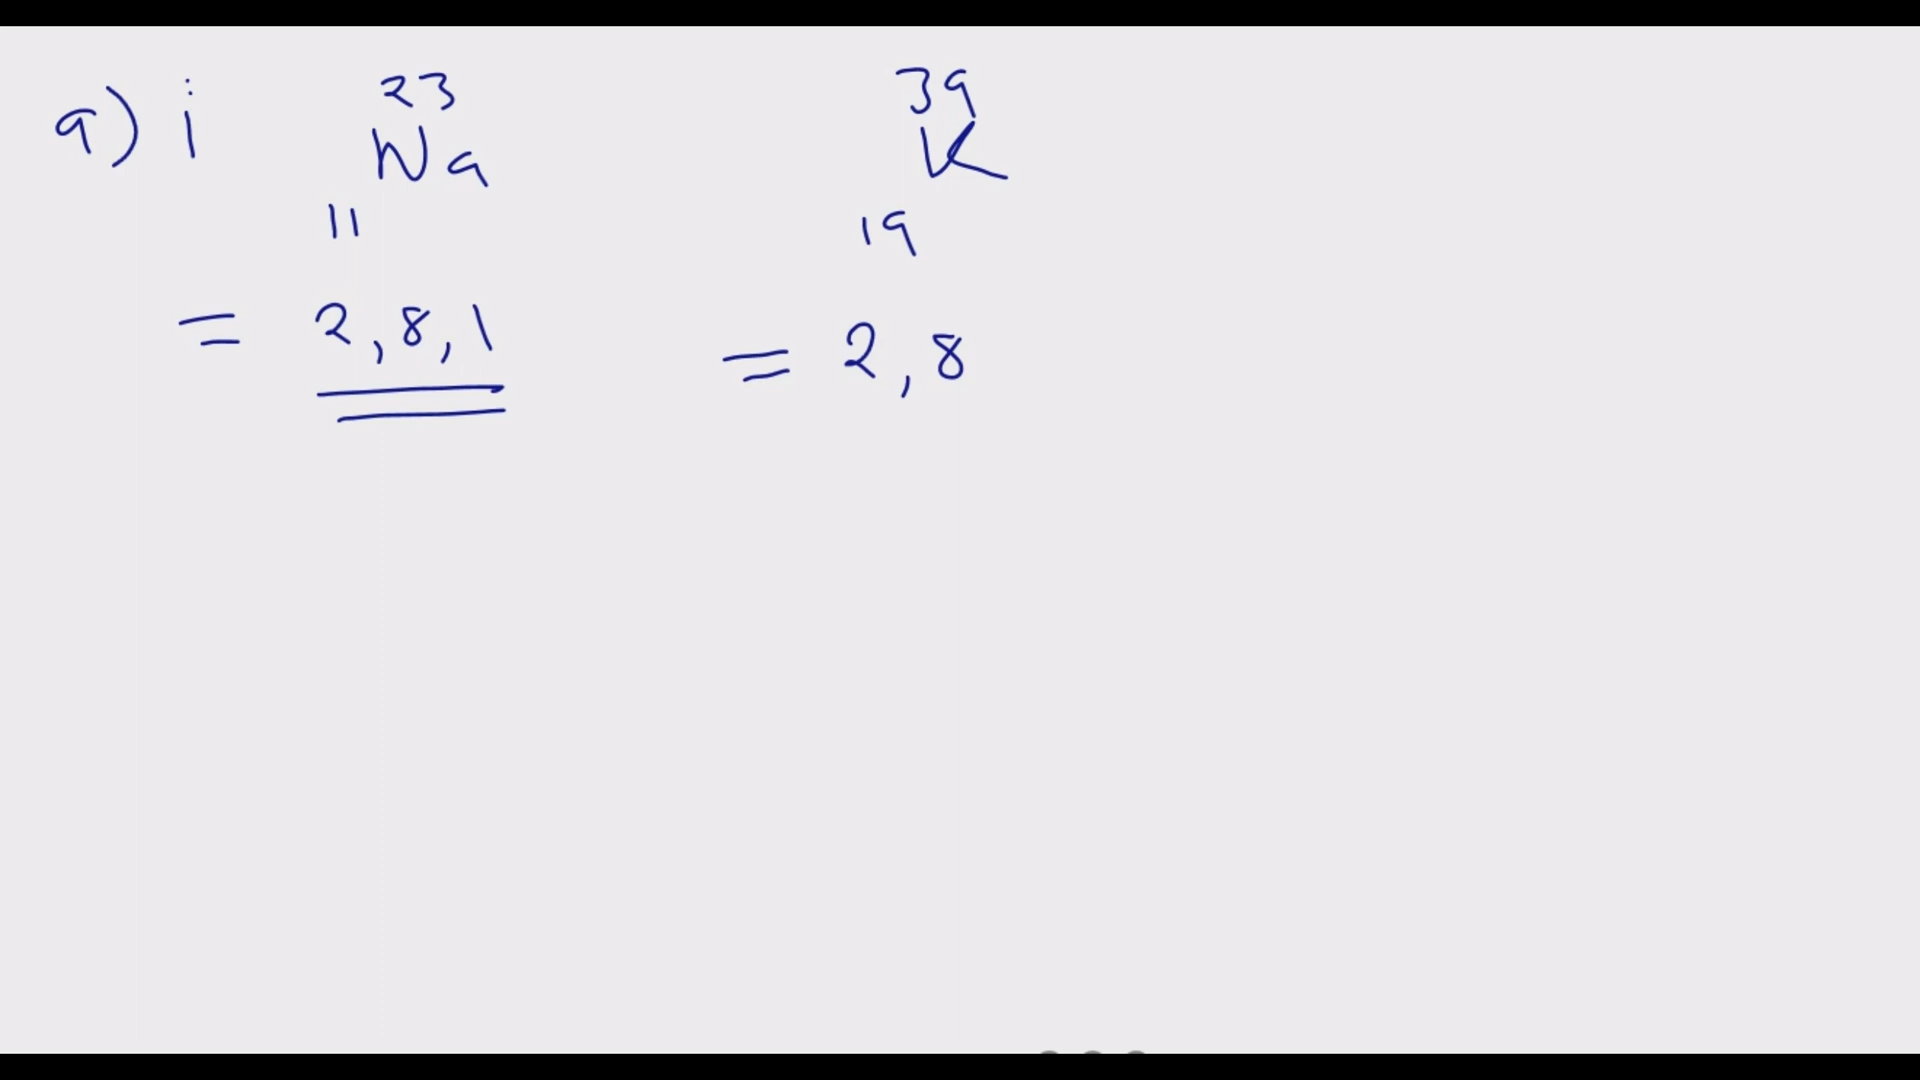 a) i 23 39
Na K
11 19
= 2,8,1 = 2,8